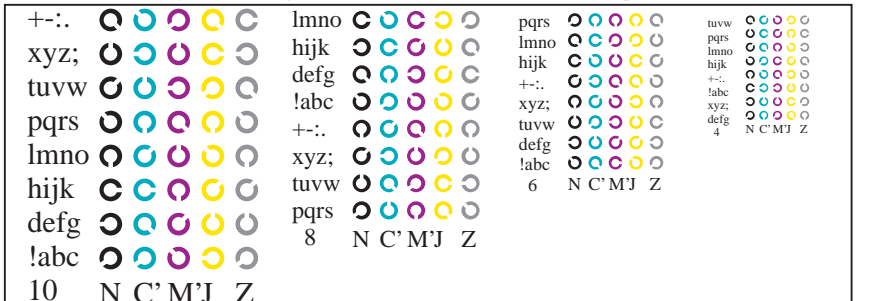 +-:.
xyz;
tuvw
pqrs
lmno
hijk
defg
!abc
10 N C' M'J Z
lmno
hijk
defg
!abc
+-:.
xyz;
tuvw
pqrs
8 N C' M'J Z
pqrs
lmno
hijk
+-:.
xyz;
tuvw
defg
!abc
6 N C' M'J Z
tuvw
pqrs
lmno
hijk
+-:.
!abc
xyz;
defg
4 N C' M'J Z